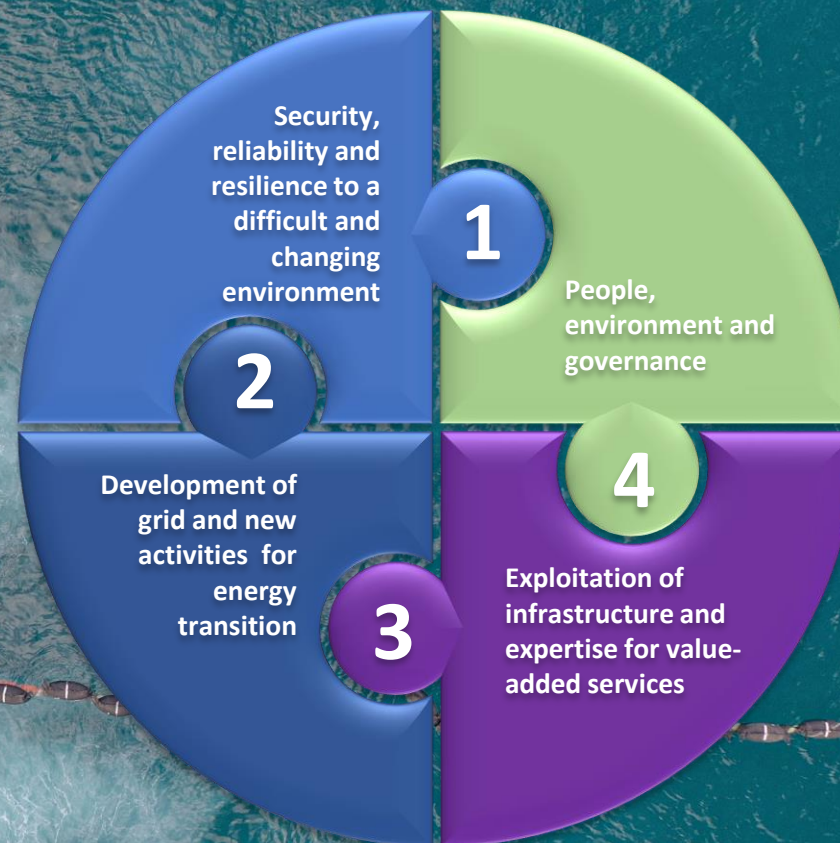 1
Security,
reliability and
resilience to a
difficult and
changing
environment
2
Development of
grid and new
activities for
energy
transition
3
Exploitation of
infrastructure and
expertise for value-
added services
4
People,
environment and
governance